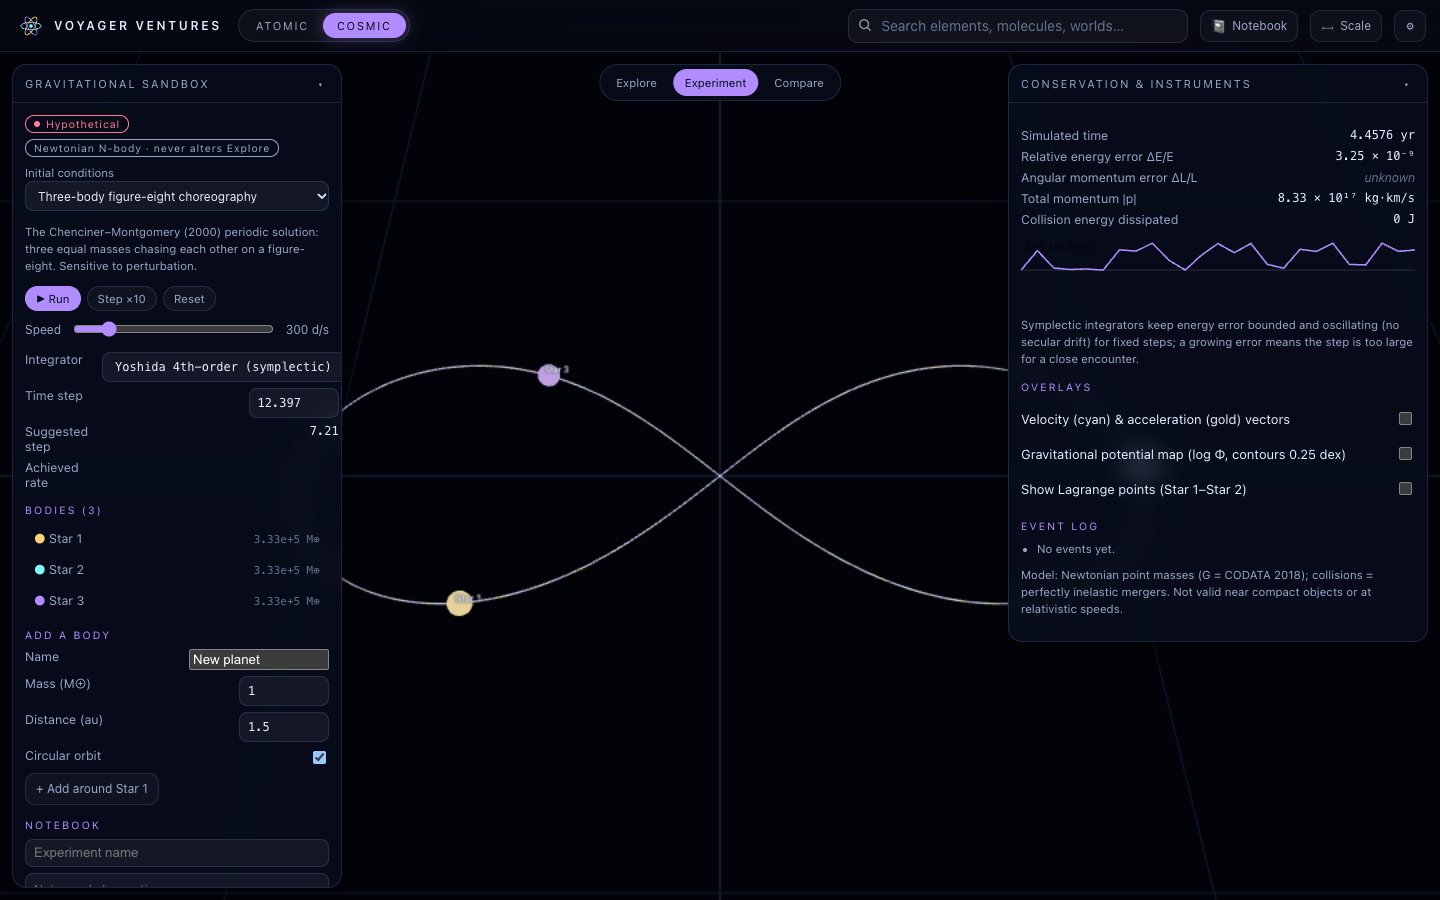 VOYAGER VENTURES
ATOMIC
COSMIC
Search elements, molecules, worlds...
Notebook
Scale
GRAVITATIONAL SANDBOX
Hypothetical
Newtonian N-body · never alters Explore
Initial conditions
Three-body figure-eight choreography
The Chenciner–Montgomery (2000) periodic solution:
three equal masses chasing each other on a figure-
eight. Sensitive to perturbation.
Run
Step ×10
Reset
Speed
300 d/s
Integrator
Yoshida 4th-order (symplectic)
Time step
12.397
Suggested
step
7.21
Achieved
rate
BODIES (3)
Star 1
3.33e+5 M⊕
Star 2
3.33e+5 M⊕
Star 3
3.33e+5 M⊕
ADD A BODY
Name
New planet
Mass (M⊕)
1
Distance (au)
1.5
Circular orbit
+ Add around Star 1
NOTEBOOK
Experiment name
Explore
Experiment
Compare
CONSERVATION & INSTRUMENTS
Simulated time
4.4576 yr
Relative energy error ΔE/E
3.25 × 10⁻⁹
Angular momentum error ΔL/L
unknown
Total momentum |p|
8.33 × 10¹⁷ kg·km/s
Collision energy dissipated
0 J
Symplectic integrators keep energy error bounded and oscillating (no
secular drift) for fixed steps; a growing error means the step is too large
for a close encounter.
OVERLAYS
Velocity (cyan) & acceleration (gold) vectors
Gravitational potential map (log Φ, contours 0.25 dex)
Show Lagrange points (Star 1–Star 2)
EVENT LOG
No events yet.
Model: Newtonian point masses (G = CODATA 2018); collisions =
perfectly inelastic mergers. Not valid near compact objects or at
relativistic speeds.